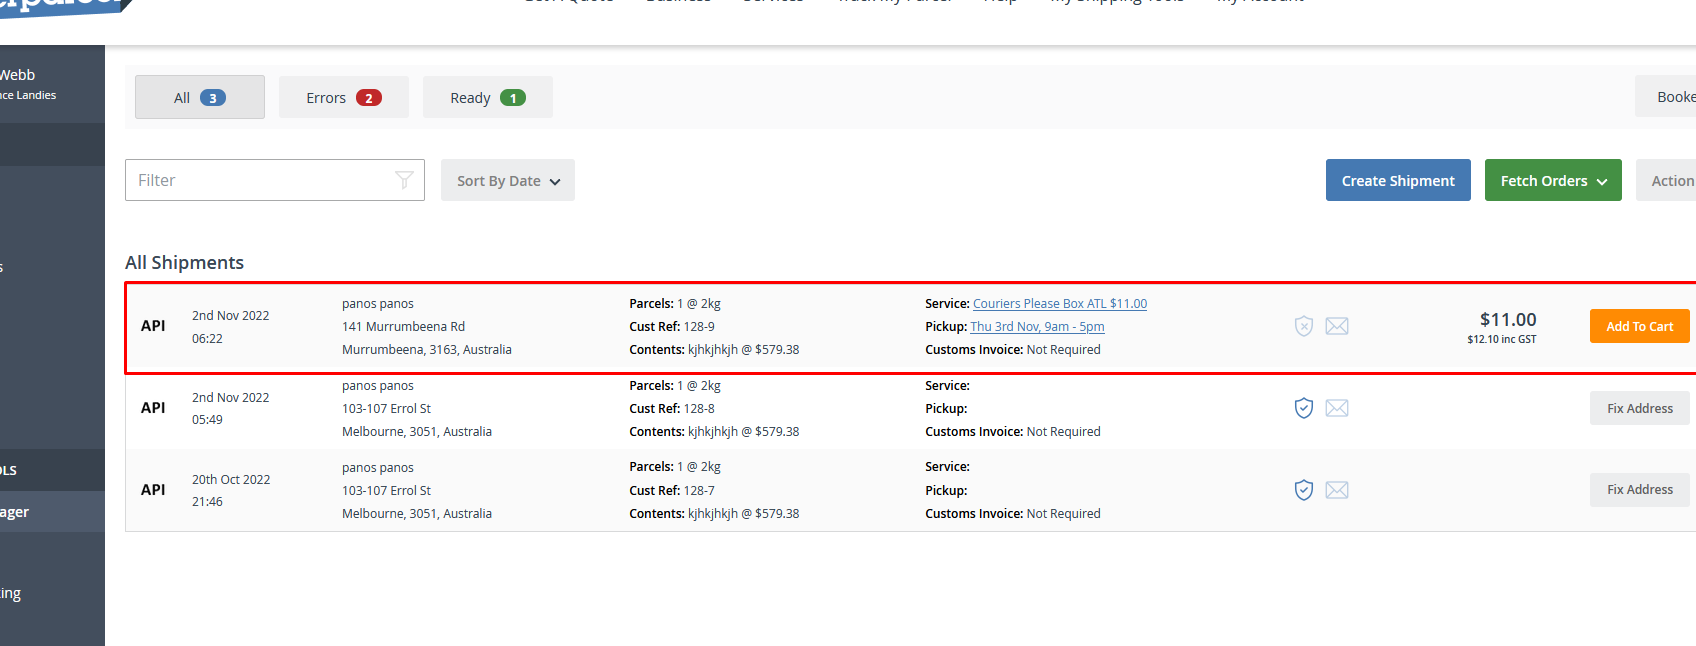 Webb
nce Landies
OLS
ager
All 3
Errors 2
Ready 1
Booke
Filter
Sort By Date
Create Shipment
Fetch Orders
Action
All Shipments
API
2nd Nov 2022
06:22
panos panos
141 Murrumbeena Rd
Murrumbeena, 3163, Australia
Parcels: 1 @ 2kg
Cust Ref: 128-9
Contents: kjhkjhkjh @ $579.38
Service: Couriers Please Box ATL $11.00
Pickup: Thu 3rd Nov, 9am - 5pm
Customs Invoice: Not Required
$11.00
$12.10 inc GST
Add To Cart
API
2nd Nov 2022
05:49
panos panos
103-107 Errol St
Melbourne, 3051, Australia
Parcels: 1 @ 2kg
Cust Ref: 128-8
Contents: kjhkjhkjh @ $579.38
Service:
Pickup:
Customs Invoice: Not Required
Fix Address
API
20th Oct 2022
21:46
panos panos
103-107 Errol St
Melbourne, 3051, Australia
Parcels: 1 @ 2kg
Cust Ref: 128-7
Contents: kjhkjhkjh @ $579.38
Service:
Pickup:
Customs Invoice: Not Required
Fix Address